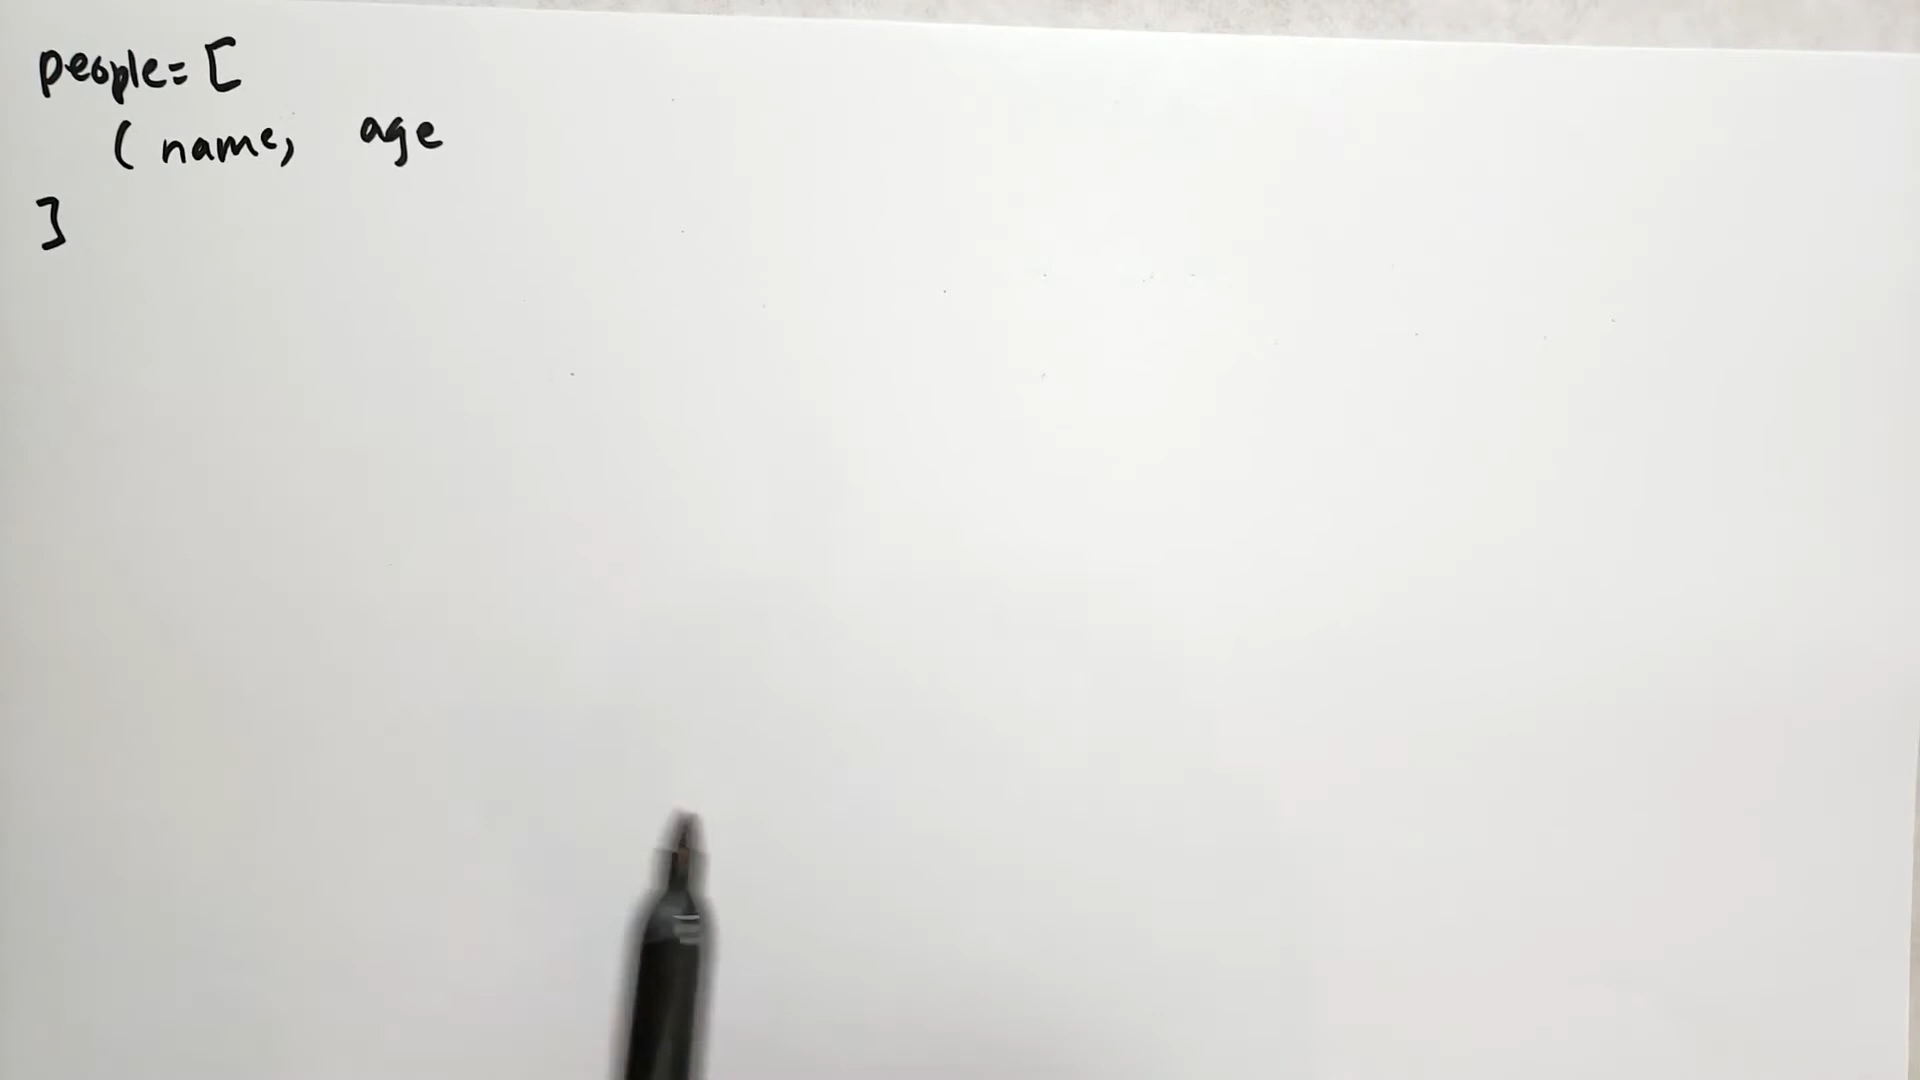 people=[
( name, age
]